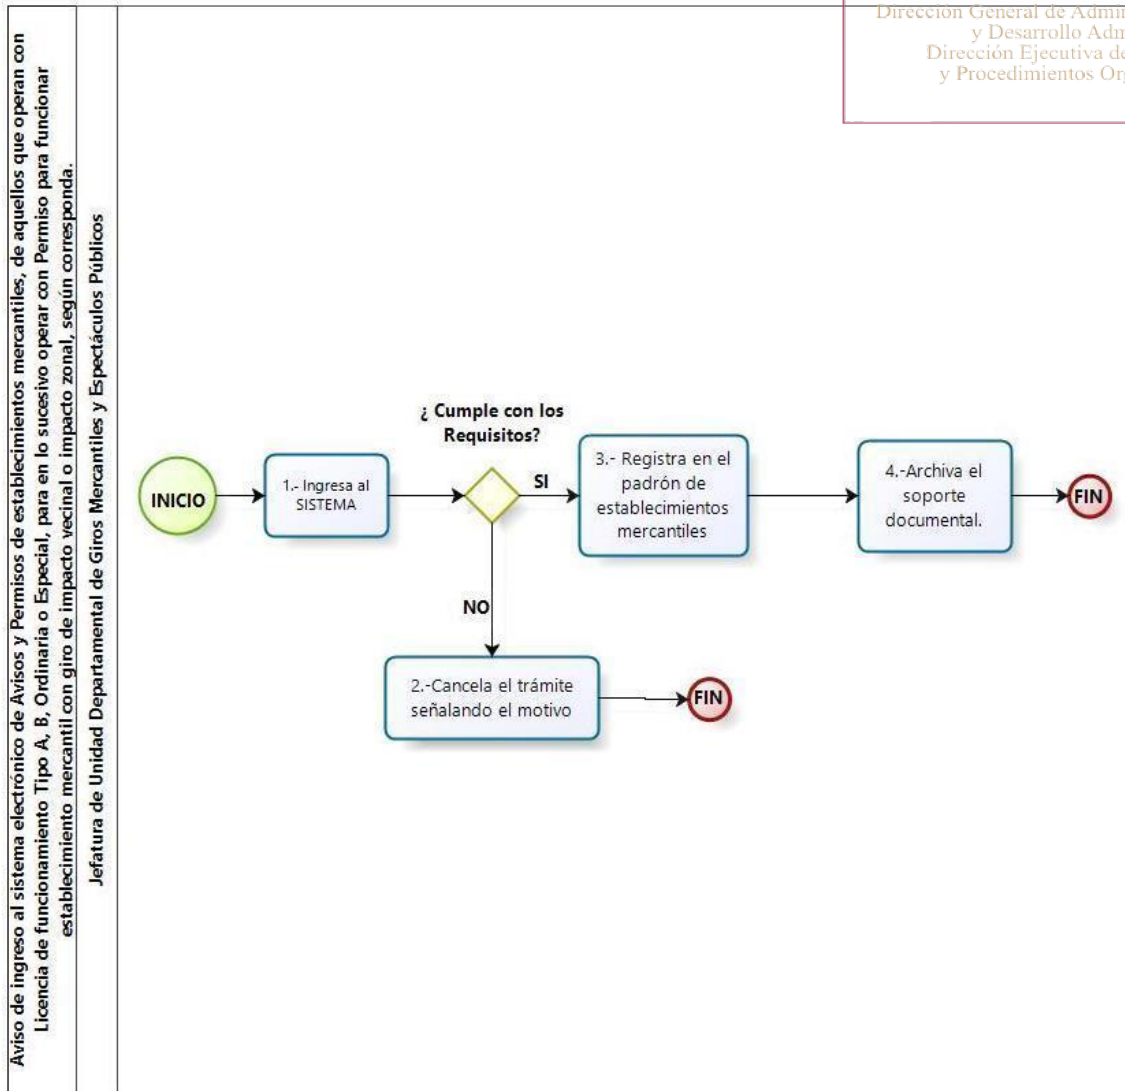 Dirección General de
y Desarrollo
Dirección Ejecutiva
y Procedimientos
Aviso de ingreso al sistema electrónico de Avisos y Permisos de establecimientos mercantiles, de aquellos que operan con
Licencia de funcionamiento Tipo A, B, Ordinaria o Especial, para en lo sucesivo operar con Permiso para funcionar
establecimiento mercantil con giro de impacto vecinal o impacto zonal, según corresponda.
Jefatura de Unidad Departamental de Giros Mercantiles y Espectáculos Públicos
INICIO
1.- Ingresa al
SISTEMA
¿ Cumple con los
Requisitos?
SI
3.- Registra en el
padrón de
establecimientos
mercantiles
4.-Archiva el
soporte
documental.
FIN
NO
2.-Cancela el trámite
señalando el motivo
FIN